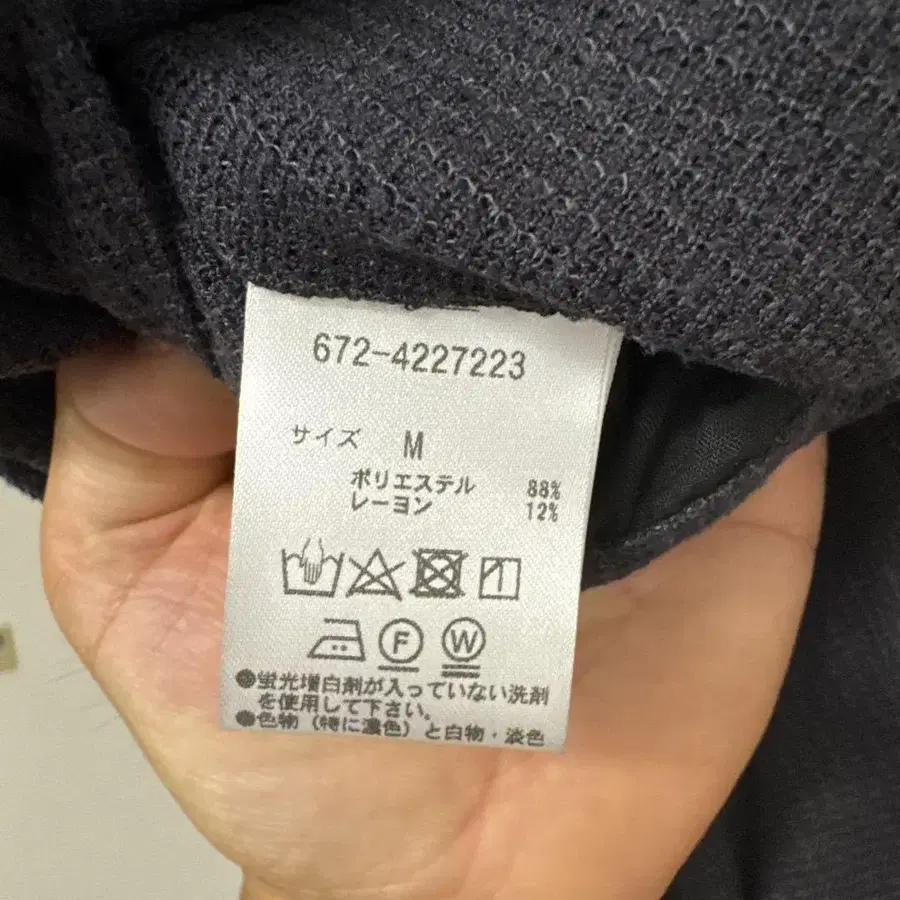 672-4227223
サイズ M
ポリエステル 88%
レーヨン 12%
F W
●蛍光増白剤が入っていない洗剤
を使用して下さい。
●色物（特に濃色）と白物・淡色